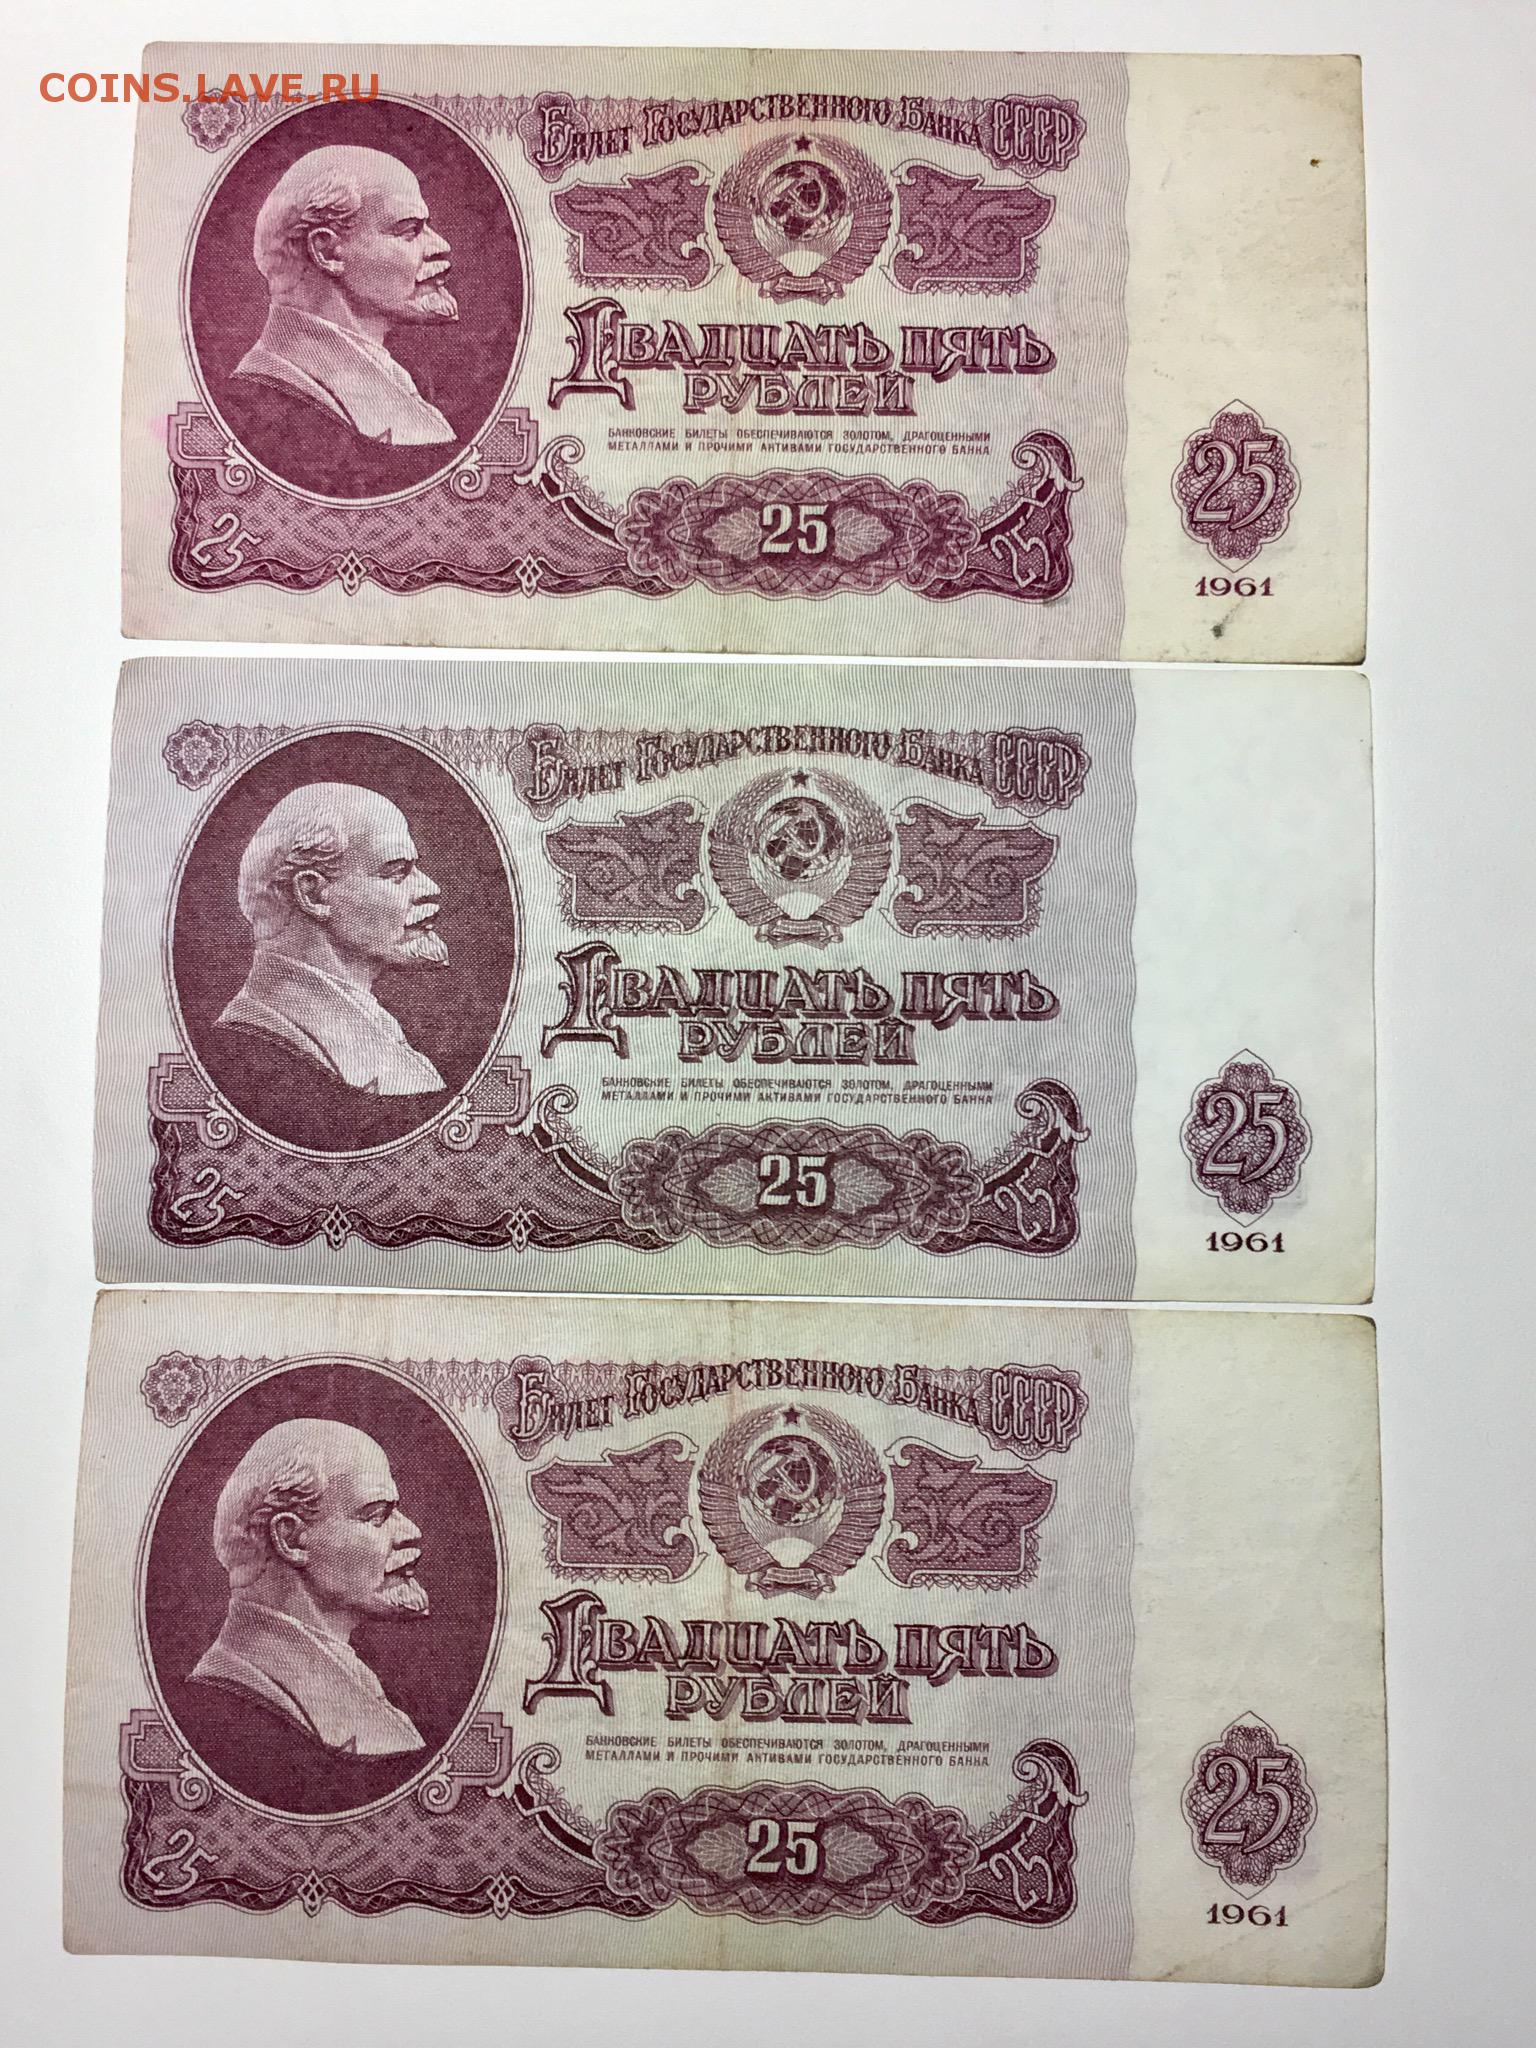 COINS.LAVE.RU
Билет Государственного Банка СССР
Двадцать пять
рублей
БАНКОВСКИЕ БИЛЕТЫ ОБЕСПЕЧИВАЮТСЯ ЗОЛОТОМ, ДРАГОЦЕННЫМИ
МЕТАЛЛАМИ И ПРОЧИМИ АКТИВАМИ ГОСУДАРСТВЕННОГО БАНКА
25
25 25 25
1961
Билет Государственного Банка СССР
Двадцать пять
рублей
БАНКОВСКИЕ БИЛЕТЫ ОБЕСПЕЧИВАЮТСЯ ЗОЛОТОМ, ДРАГОЦЕННЫМИ
МЕТАЛЛАМИ И ПРОЧИМИ АКТИВАМИ ГОСУДАРСТВЕННОГО БАНКА
25
25 25 25
1961
Билет Государственного Банка СССР
Двадцать пять
рублей
БАНКОВСКИЕ БИЛЕТЫ ОБЕСПЕЧИВАЮТСЯ ЗОЛОТОМ, ДРАГОЦЕННЫМИ
МЕТАЛЛАМИ И ПРОЧИМИ АКТИВАМИ ГОСУДАРСТВЕННОГО БАНКА
25
25 25 25
1961